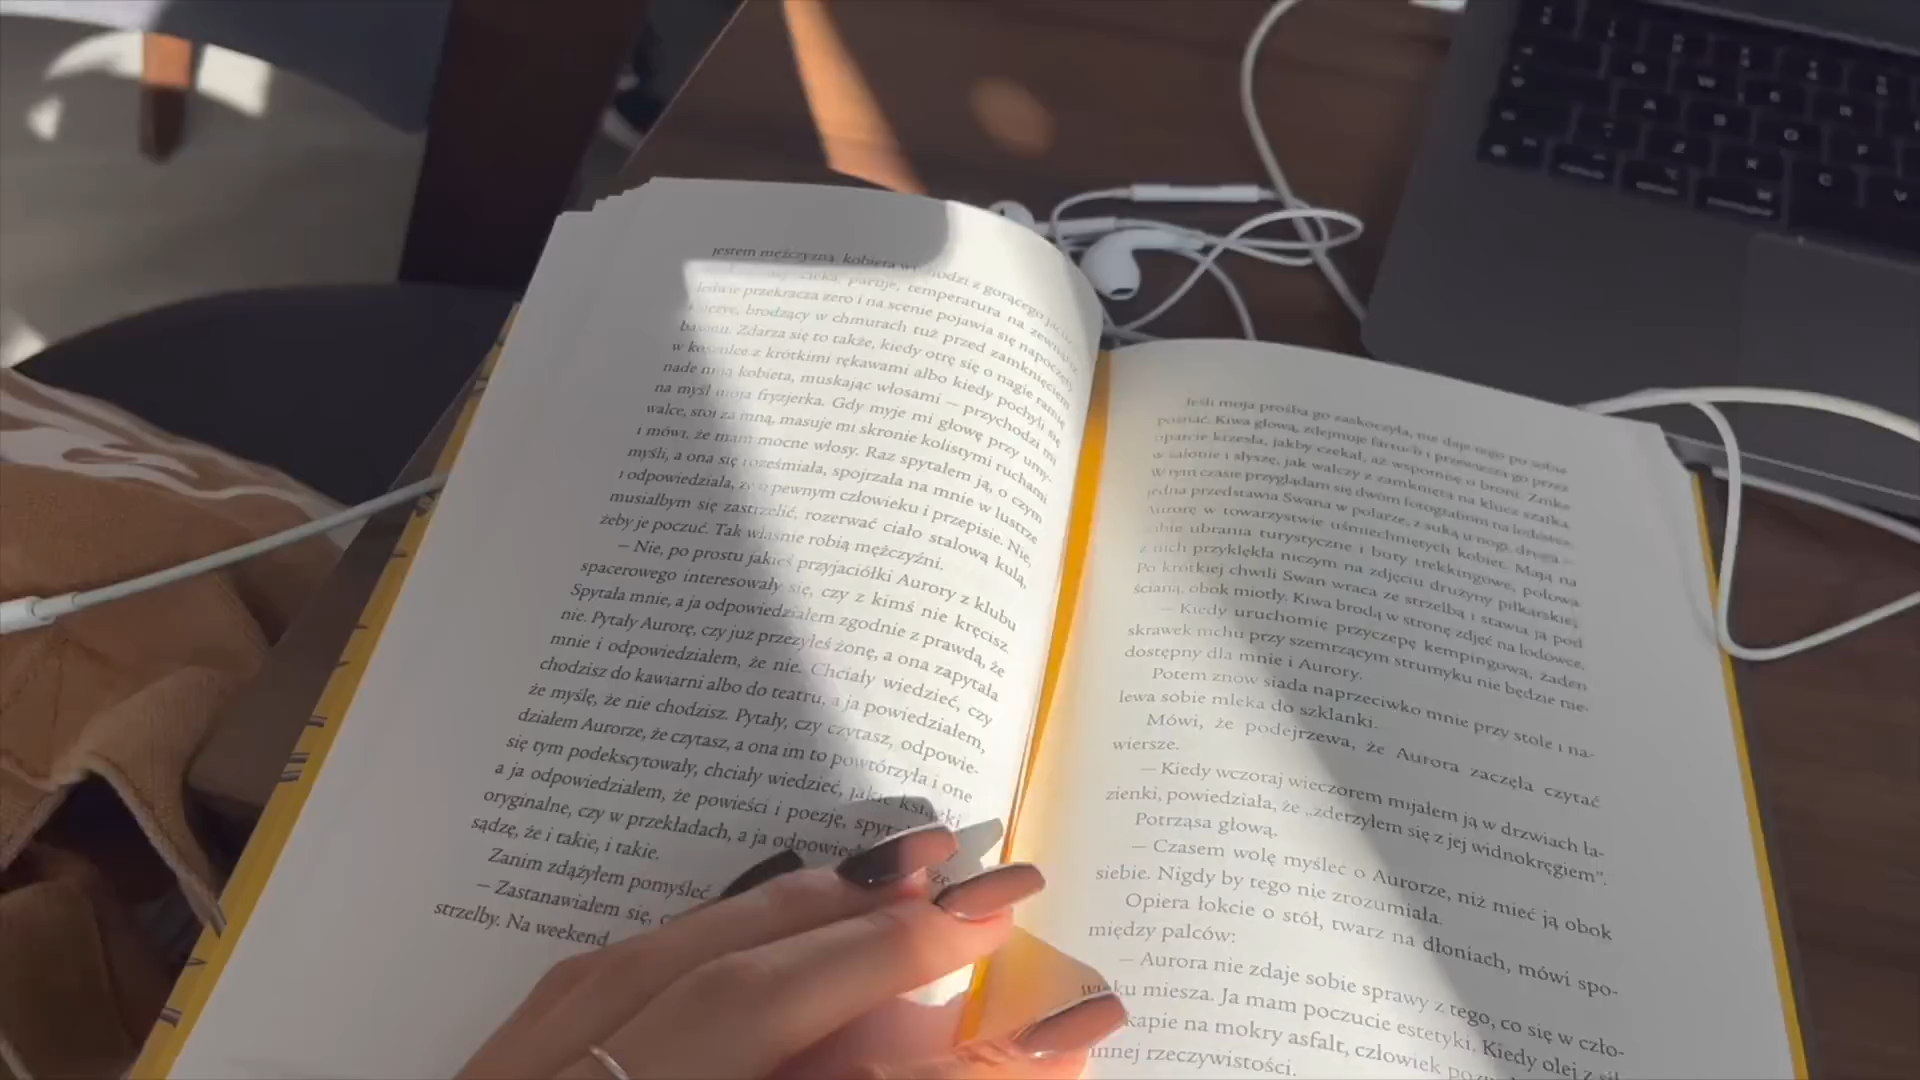 jestem mężczyzną, kobieta wychodzi z gorącego
paruje, temperatura na zewnątrz
ledwie przekracza zero i na scenie pojawia się napoczęty
księżyc, brodzący w chmurach tuż przed zamknięciem
basenu. Zdarza się to także, kiedy otrę się o nagie ramię
w koszulce z krótkimi rękawami albo kiedy pochyli się
nade mną kobieta, muskając włosami — przychodzi mi
na myśl moja fryzjerka. Gdy myje mi głowę przy umy-
walce, stoi za mną, masuje mi skronie kolistymi ruchami
i mówi, że mam mocne włosy. Raz spytałem ją, o czym
myśli, a ona się roześmiała, spojrzała na mnie w lustrze
i odpowiedziała, że o pewnym człowieku i przepisie. Nie,
musiałbym się zastrzelić, rozerwać ciało stalową kulą,
żeby je poczuć. Tak właśnie robią mężczyźni.
– Nie, po prostu jakieś przyjaciółki Aurory z klubu
spacerowego interesowały się, czy z kimś nie kręcisz.
Spytała mnie, a ja odpowiedziałem zgodnie z prawdą, że
nie. Pytały Aurorę, czy już przeżyłeś żonę, a ona zapytała
mnie i odpowiedziałem, że nie. Chciały wiedzieć, czy
chodzisz do kawiarni albo do teatru, a ja powiedziałem,
że myślę, że nie chodzisz. Pytały, czy czytasz, odpowie-
działem Aurorze, że czytasz, a ona im to powtórzyła i one
się tym podekscytowały, chciały wiedzieć, jakie książki,
a ja odpowiedziałem, że powieści i poezję,
oryginalne, czy w przekładach, a ja
sądzę, że i takie, i takie.
Zanim zdążyłem pomyśleć
– Zastanawiałem się,
strzelby. Na weekend
Jeśli moja prośba go zaskoczyła, nie daje tego po sobie
poznać. Kiwa głową, zdejmuje fartuch i przewiesza go przez
oparcie krzesła, jakby czekał, aż wspomnę o broni. Znika
w salonie i słyszę, jak walczy z zamkniętą na klucz szafką.
W tym czasie przyglądam się dwóm fotografiom na lodówce,
jedna przedstawia Swana w polarze, z suką u nogi, druga –
Aurorę w towarzystwie uśmiechniętych kobiet. Mają na
sobie ubrania turystyczne i buty trekkingowe, połowa
z nich przyklękła niczym na zdjęciu drużyny piłkarskiej.
Po krótkiej chwili Swan wraca ze strzelbą i stawia ją pod
ścianą, obok miotły. Kiwa brodą w stronę zdjęć na lodówce.
– Kiedy uruchomię przyczepę kempingową, żaden
skrawek mchu przy szemrzącym strumyku nie będzie nie-
dostępny dla mnie i Aurory.
Potem znów siada naprzeciwko mnie przy stole i na-
lewa sobie mleka do szklanki.
Mówi, że podejrzewa, że Aurora zaczęła czytać
wiersze.
– Kiedy wczoraj wieczorem mijałem ją w drzwiach ła-
zienki, powiedziała, że „zderzyłem się z jej widnokręgiem”.
Potrząsa głową.
– Czasem wolę myśleć o Aurorze, niż mieć ją obok
siebie. Nigdy by tego nie zrozumiała.
Opiera łokcie o stół, twarz na dłoniach, mówi spo-
między palców:
– Aurora nie zdaje sobie sprawy z tego, co się w czło-
wieku miesza. Ja mam poczucie estetyki. Kiedy olej z sil-
kapie na mokry asfalt, człowiek
innej rzeczywistości.